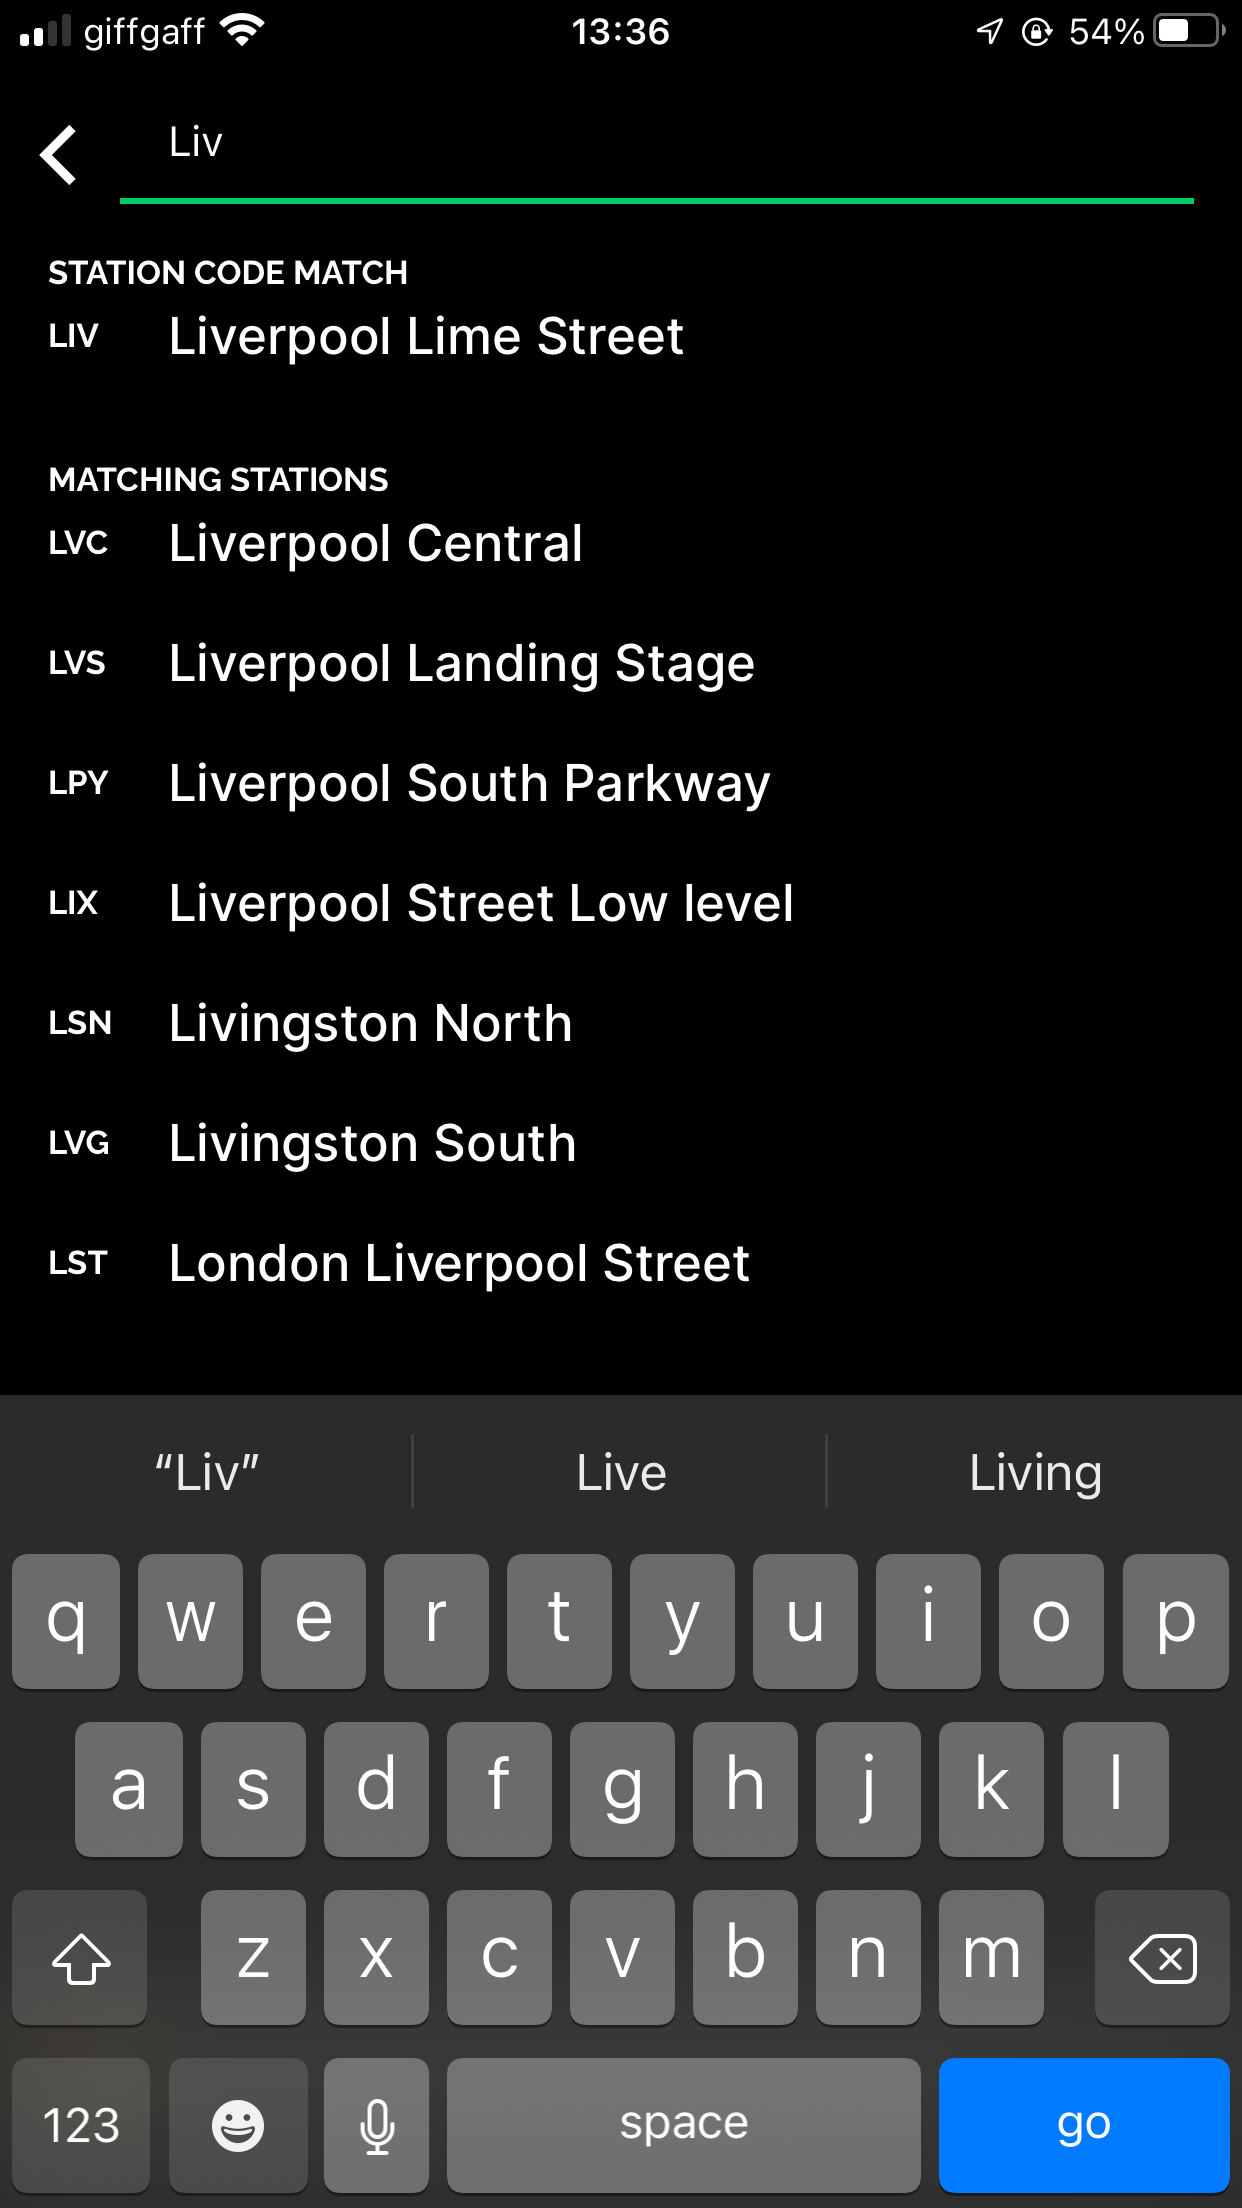 giffgaff 13:36 54%
Liv
STATION CODE MATCH
LIV Liverpool Lime Street
MATCHING STATIONS
LVC Liverpool Central
LVS Liverpool Landing Stage
LPY Liverpool South Parkway
LIX Liverpool Street Low level
LSN Livingston North
LVG Livingston South
LST London Liverpool Street
“Liv” Live Living
q w e r t y u i o p
a s d f g h j k l
z x c v b n m
123 space go